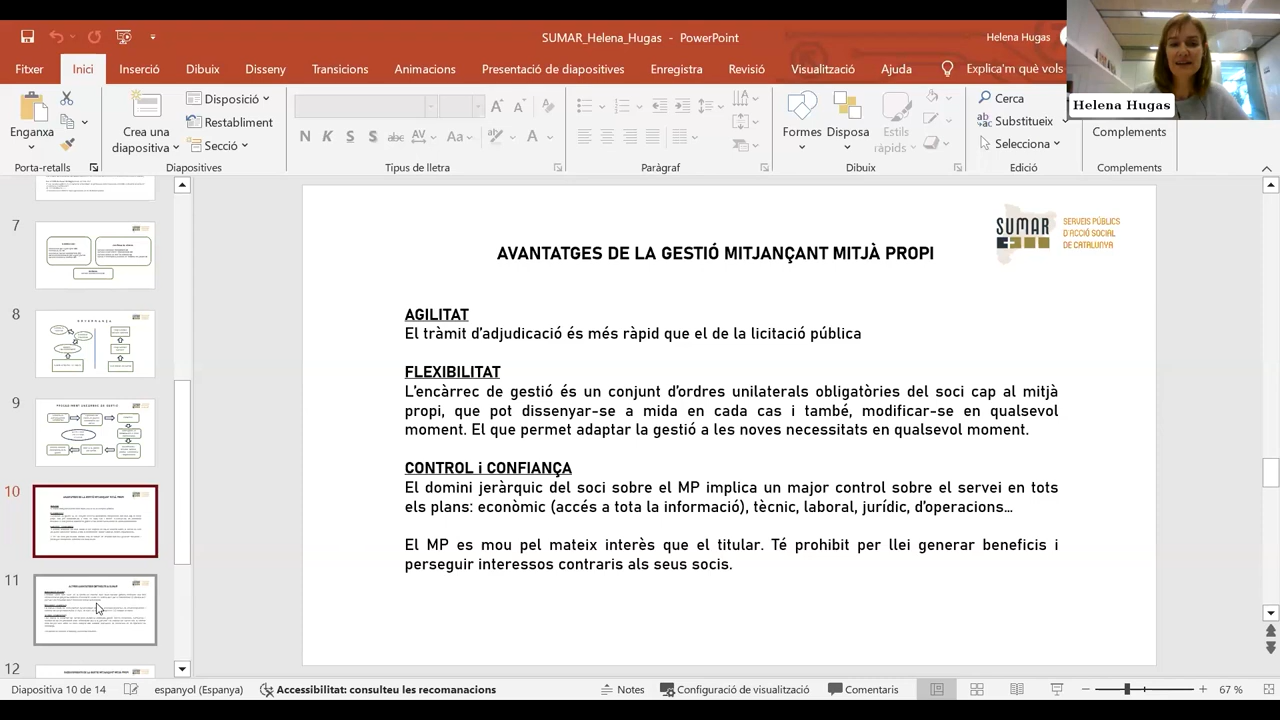 SUMAR_Helena_Hugas - PowerPoint
Helena Hugas
Fitxer Inici Inserció Dibuix Disseny Transicions Animacions Presentació de diapositives Enregistra Revisió Visualització Ajuda Explica'm què vols
Helena Hugas
Enganxa
Crea una
diapositiva
Disposició
Restabliment
Secció
N K S S abc AV Aa A
Formes
Disposa
Estils
ràpids
Cerca
Substitueix
Selecciona
Complements
Porta-retalls Diapositives Tipus de lletra Paràgraf Dibuix Edició Complements
7
8
9
10
11
12
SUMAR
SERVEIS PÚBLICS
D'ACCIÓ SOCIAL
DE CATALUNYA
AVANTATGES DE LA GESTIÓ MITJANÇANT MITJÀ PROPI
AGILITAT
El tràmit d'adjudicació és més ràpid que el de la licitació pública
FLEXIBILITAT
L'encàrrec de gestió és un conjunt d'ordres unilaterals obligatòries del soci cap al mitjà
propi, que pot dissenyar-se a mida en cada cas i també, modificar-se en qualsevol
moment. El que permet adaptar la gestió a les noves necessitats en qualsevol moment.
CONTROL i CONFIANÇA
El domini jeràrquic del soci sobre el MP implica un major control sobre el servei en tots
els plans: econòmic (accés a tota la informació), tècnic, laboral, jurídic, d'operacions...
El MP es mou pel mateix interès que el titular. Té prohibit per llei generar beneficis i
perseguir interessos contraris als seus socis.
Diapositiva 10 de 14 espanyol (Espanya) Accessibilitat: consulteu les recomanacions Notes Configuració de visualització Comentaris 67 %